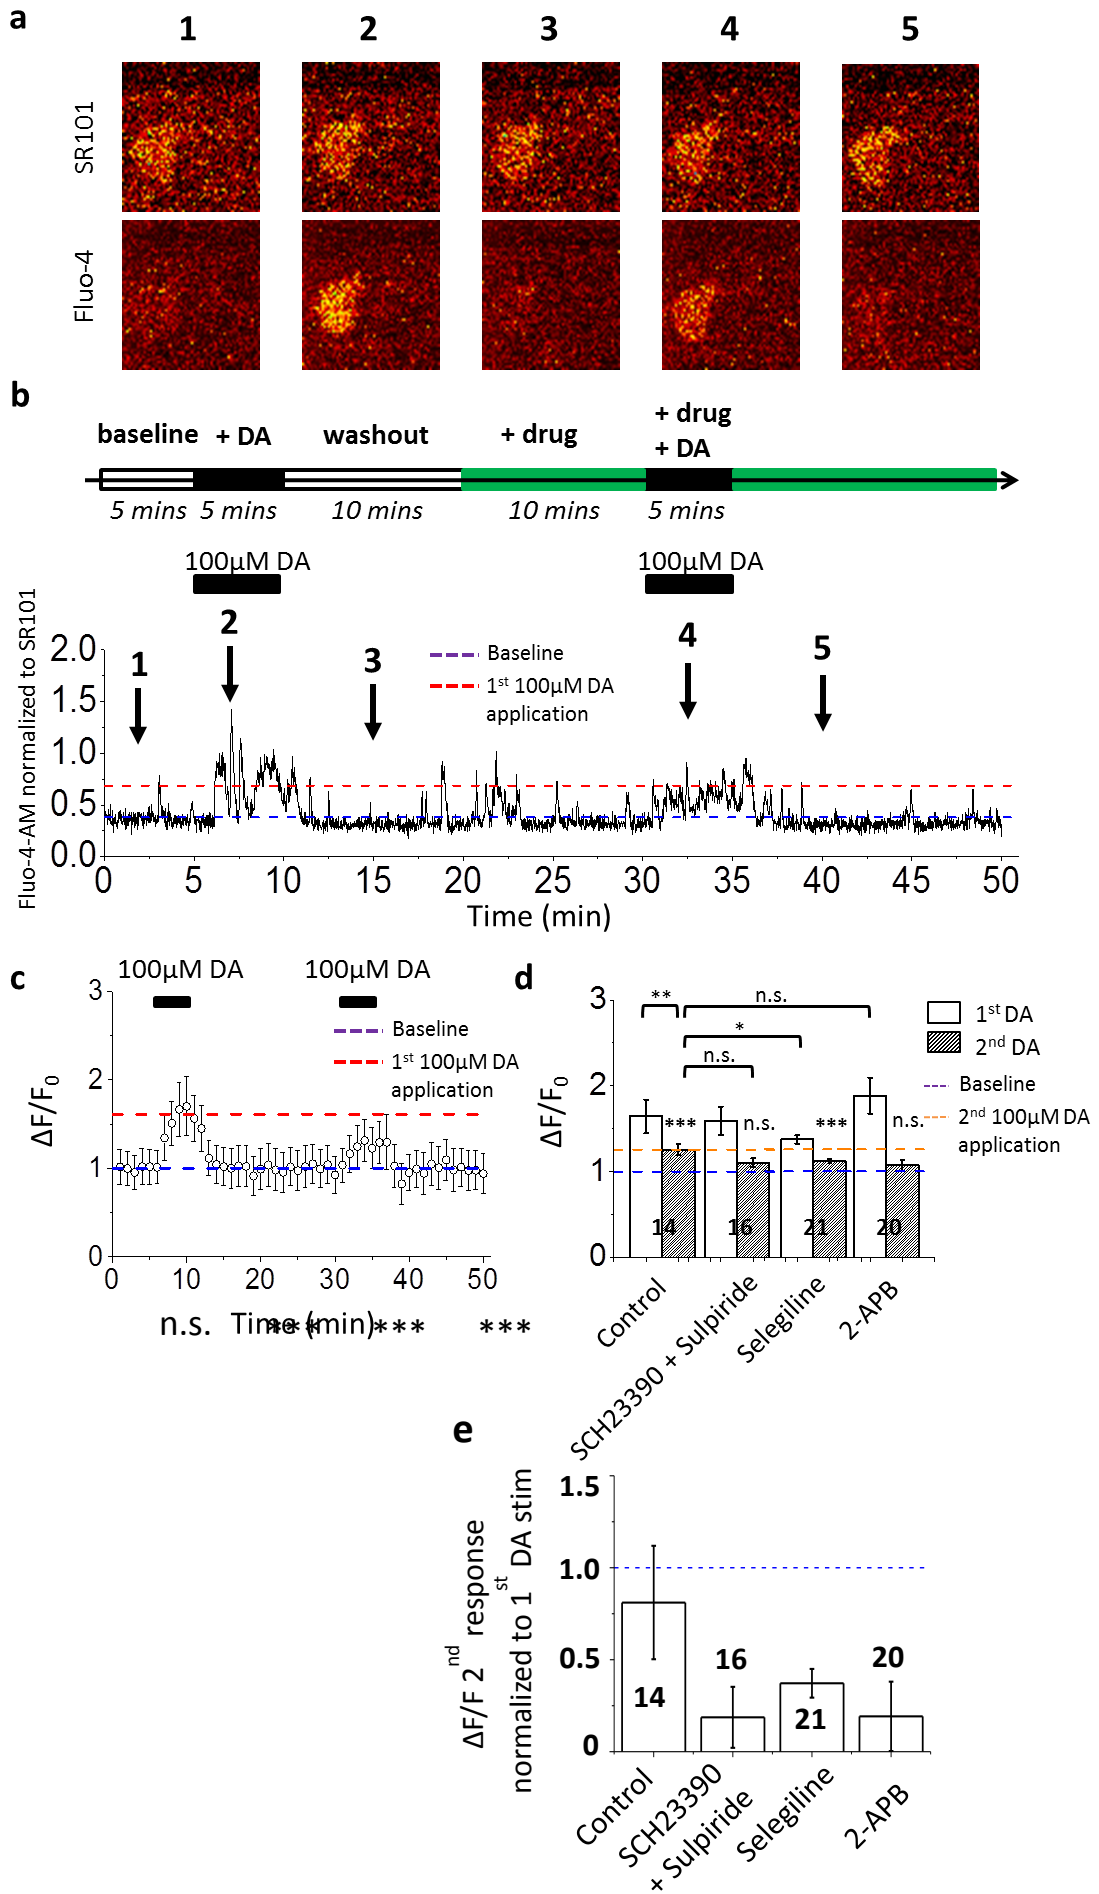 a
1 2 3 4 5
SR101
Fluo-4
b
baseline + DA washout + drug + drug
+ DA
5 mins 5 mins 10 mins 10 mins 5 mins
100µM DA 100µM DA
Fluo-4-AM normalized to SR101
2.0
1.5
1.0
0.5
0.0
1 2 3 4 5
Baseline
1st 100µM DA
application
0 5 10 15 20 25 30 35 40 45 50
Time (min)
c
100µM DA 100µM DA
3
2
1
0
ΔF/F0
Baseline
1st 100µM DA
application
0 10 20 30 40 50
Time (min)
n.s. *** *** ***
d
3
2
1
0
ΔF/F0
** n.s.
*
n.s.
*** n.s. *** n.s.
14 16 21 20
1st DA
2nd DA
Baseline
2nd 100µM DA
application
Control
SCH23390 + Sulpiride
Selegiline
2-APB
e
ΔF/F 2nd response
normalized to 1st DA stim
1.5
1.0
0.5
0
14 16 21 20
Control
SCH23390
+ Sulpiride
Selegiline
2-APB